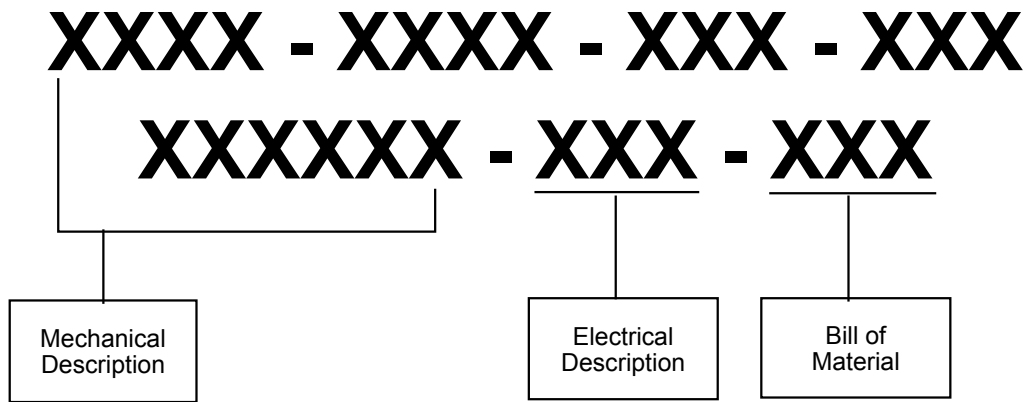 XXXX - XXXX - XXX - XXX
XXXXXX - XXX - XXX
Mechanical
Description
Electrical
Description
Bill of
Material